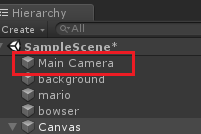 Hierarchy
Create All
SampleScene*
Main Camera
background
mario
bowser
Canvas